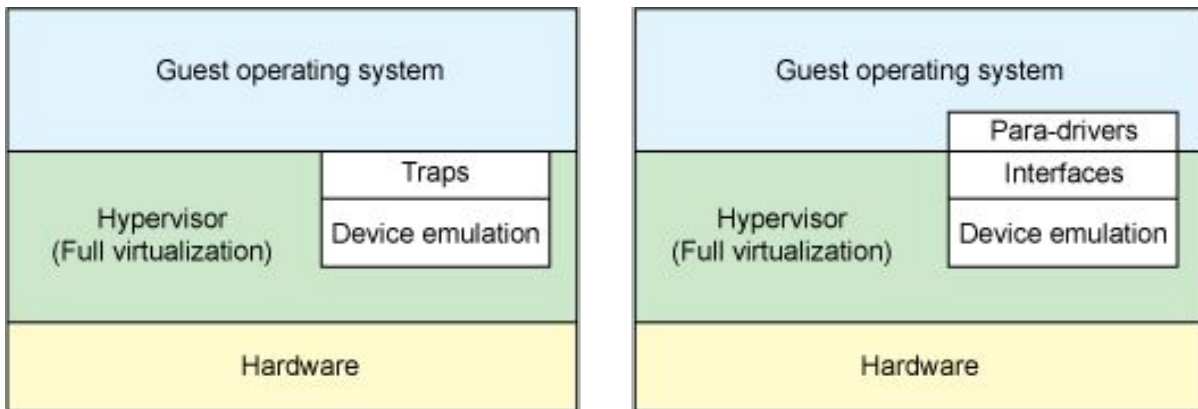 Guest operating system
Traps
Hypervisor
(Full virtualization)
Device emulation
Hardware
Guest operating system
Para-drivers
Interfaces
Hypervisor
(Full virtualization)
Device emulation
Hardware